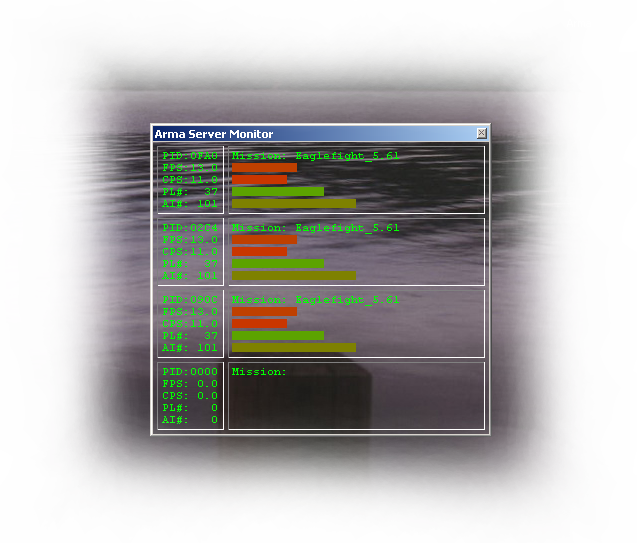 Arma Server Monitor
PID:0FA0 Mission: Eaglefight_5.61
FPS:13.0
CPS:11.0
PL#: 37
AI#: 101
PID:02C4 Mission: Eaglefight_5.61
FPS:13.0
CPS:11.0
PL#: 37
AI#: 101
PID:090C Mission: Eaglefight_5.61
FPS:13.0
CPS:11.0
PL#: 37
AI#: 101
PID:0000 Mission:
FPS: 0.0
CPS: 0.0
PL#: 0
AI#: 0